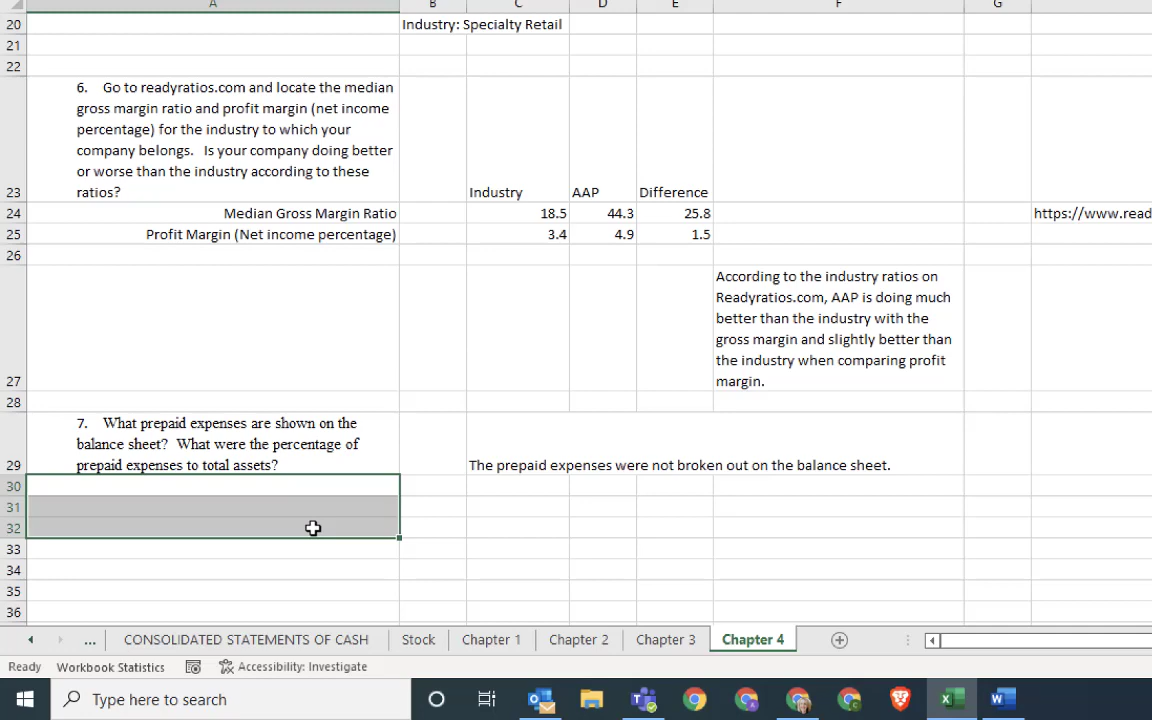 A B C D E F G
20 Industry: Specialty Retail
21
22
6. Go to readyratios.com and locate the median
gross margin ratio and profit margin (net income
percentage) for the industry to which your
company belongs. Is your company doing better
or worse than the industry according to these
23 ratios? Industry AAP Difference
24 Median Gross Margin Ratio 18.5 44.3 25.8 https://www.read
25 Profit Margin (Net income percentage) 3.4 4.9 1.5
26
According to the industry ratios on
Readyratios.com, AAP is doing much
better than the industry with the
gross margin and slightly better than
the industry when comparing profit
27 margin.
28
7. What prepaid expenses are shown on the
balance sheet? What were the percentage of
29 prepaid expenses to total assets? The prepaid expenses were not broken out on the balance sheet.
30
31
32
33
34
35
36
... CONSOLIDATED STATEMENTS OF CASH Stock Chapter 1 Chapter 2 Chapter 3 Chapter 4
Ready Workbook Statistics Accessibility: Investigate
Type here to search